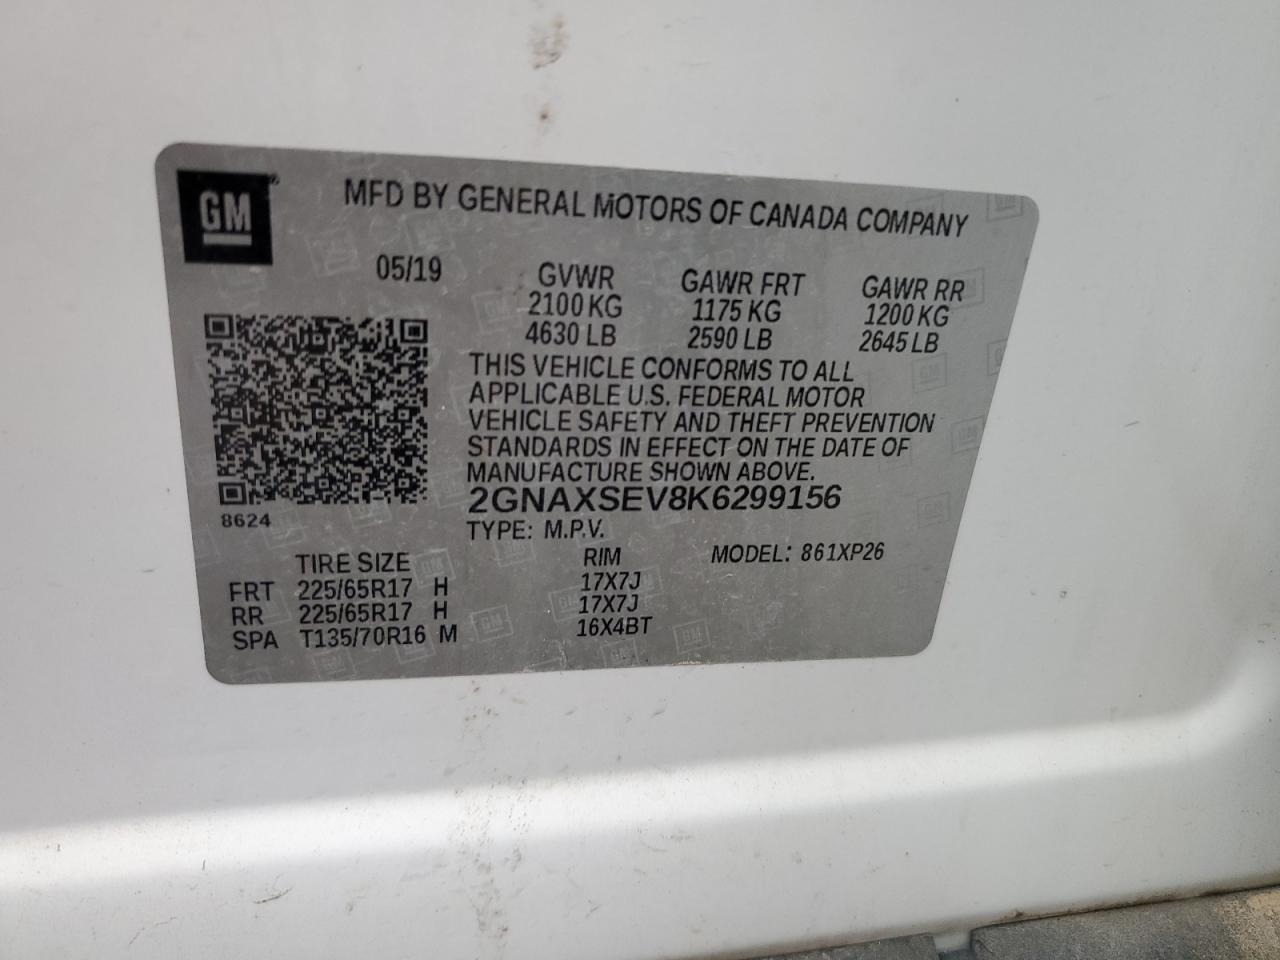 GM
MFD BY GENERAL MOTORS OF CANADA COMPANY
05/19 GVWR GAWR FRT GAWR RR
2100 KG 1175 KG 1200 KG
4630 LB 2590 LB 2645 LB
THIS VEHICLE CONFORMS TO ALL
APPLICABLE U.S. FEDERAL MOTOR
VEHICLE SAFETY AND THEFT PREVENTION
STANDARDS IN EFFECT ON THE DATE OF
MANUFACTURE SHOWN ABOVE.
2GNAXSEV8K6299156
8624
TYPE: M.P.V.
TIRE SIZE RIM MODEL: 861XP26
FRT 225/65R17 H 17X7J
RR 225/65R17 H 17X7J
SPA T135/70R16 M 16X4BT